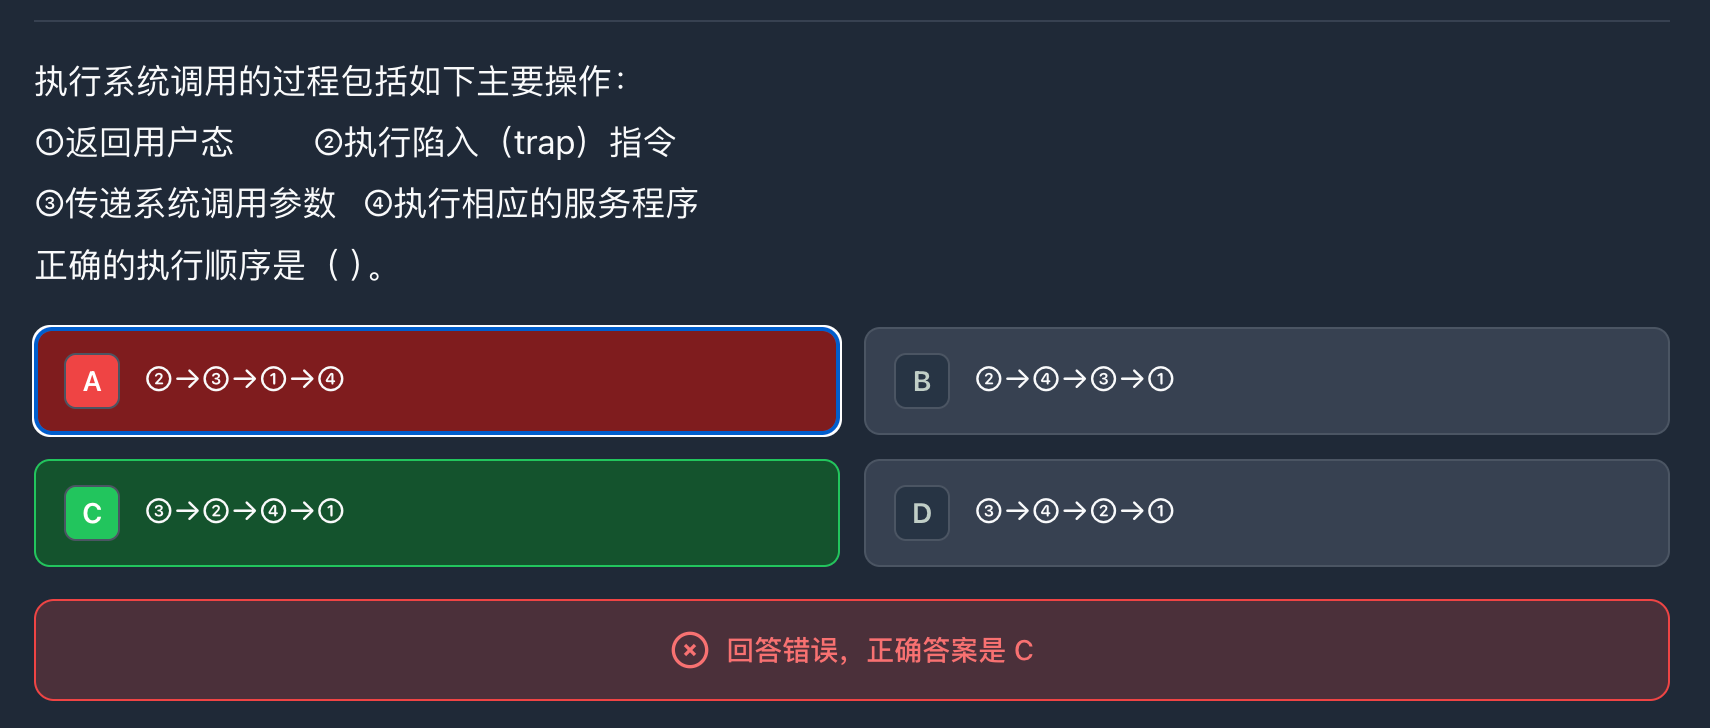 执行系统调用的过程包括如下主要操作：
①返回用户态 ②执行陷入（trap）指令
③传递系统调用参数 ④执行相应的服务程序
正确的执行顺序是（ ）。
A ②→③→①→④
B ②→④→③→①
C ③→②→④→①
D ③→④→②→①
回答错误，正确答案是 C